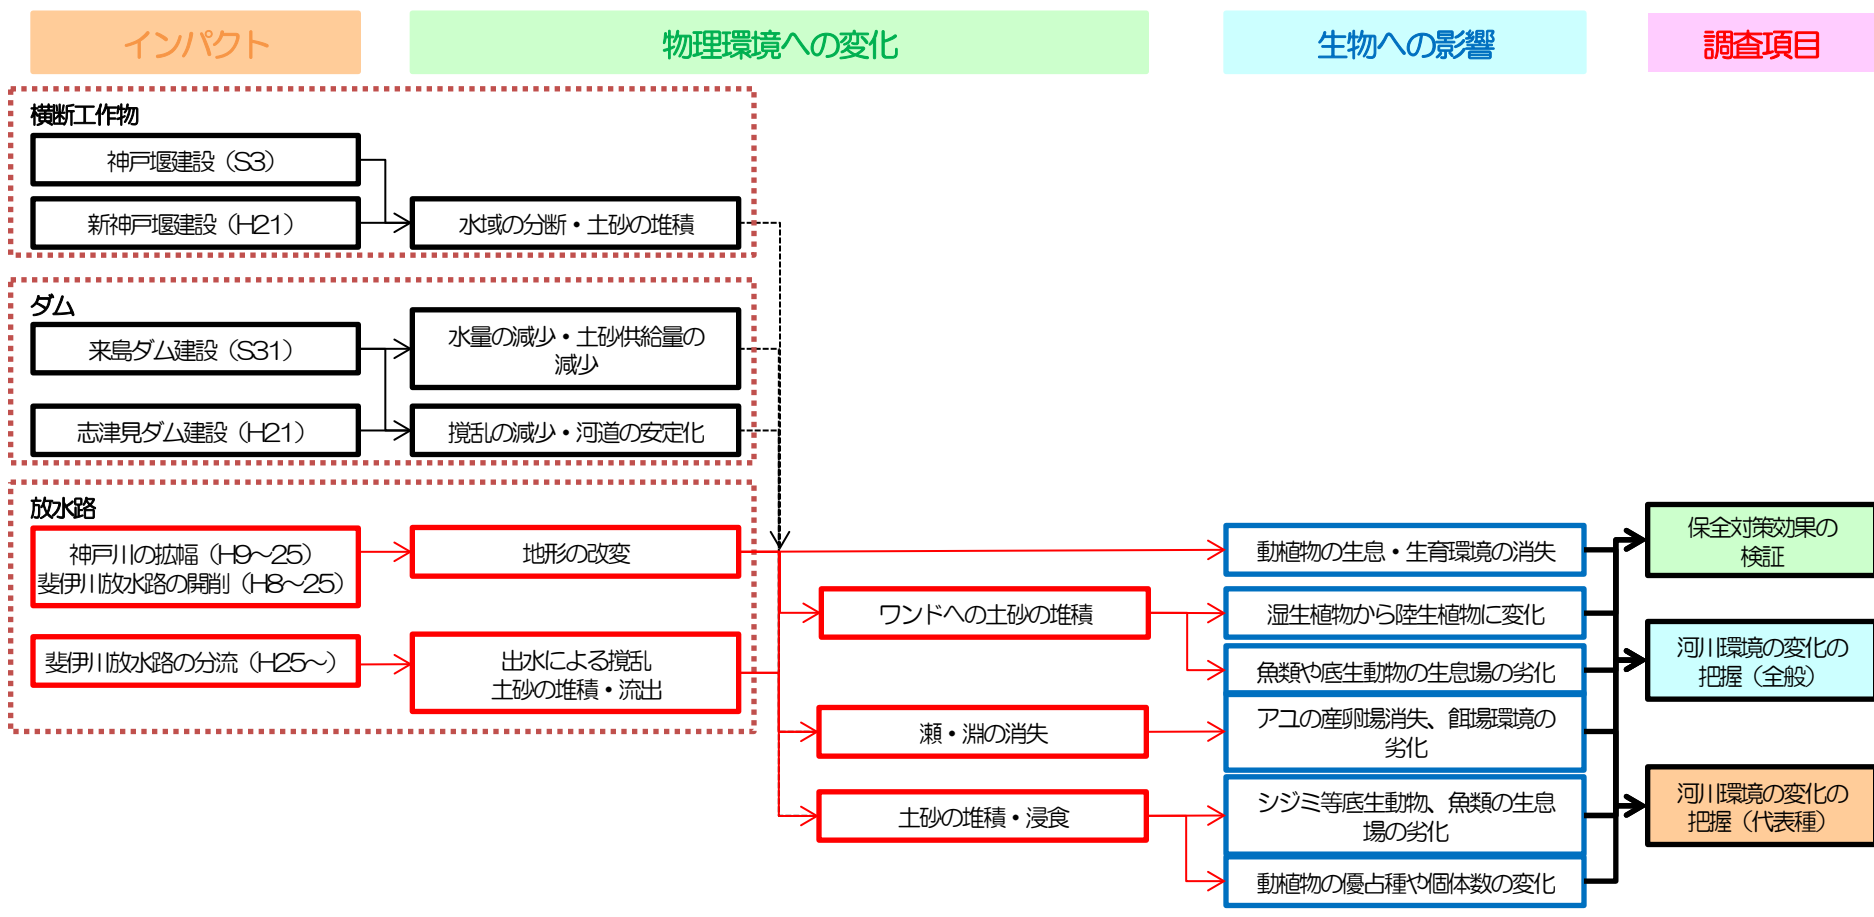 インパクト
物理環境への変化
生物への影響
調査項目
横断工作物
神戸堰建設（S3）
新神戸堰建設（H21）
水域の分断・土砂の堆積
ダム
来島ダム建設（S31）
水量の減少・土砂供給量の
減少
志津見ダム建設（H21）
撹乱の減少・河道の安定化
放水路
神戸川の拡幅（H9～25）
斐伊川放水路の開削（H8～25）
地形の改変
斐伊川放水路の分流（H25～）
出水による撹乱
土砂の堆積・流出
ワンドへの土砂の堆積
瀬・淵の消失
土砂の堆積・浸食
動植物の生息・生育環境の消失
湿生植物から陸生植物に変化
魚類や底生動物の生息場の劣化
アユの産卵場消失、餌場環境の
劣化
シジミ等底生動物、魚類の生息
場の劣化
動植物の優占種や個体数の変化
保全対策効果の
検証
河川環境の変化の
把握（全般）
河川環境の変化の
把握（代表種）